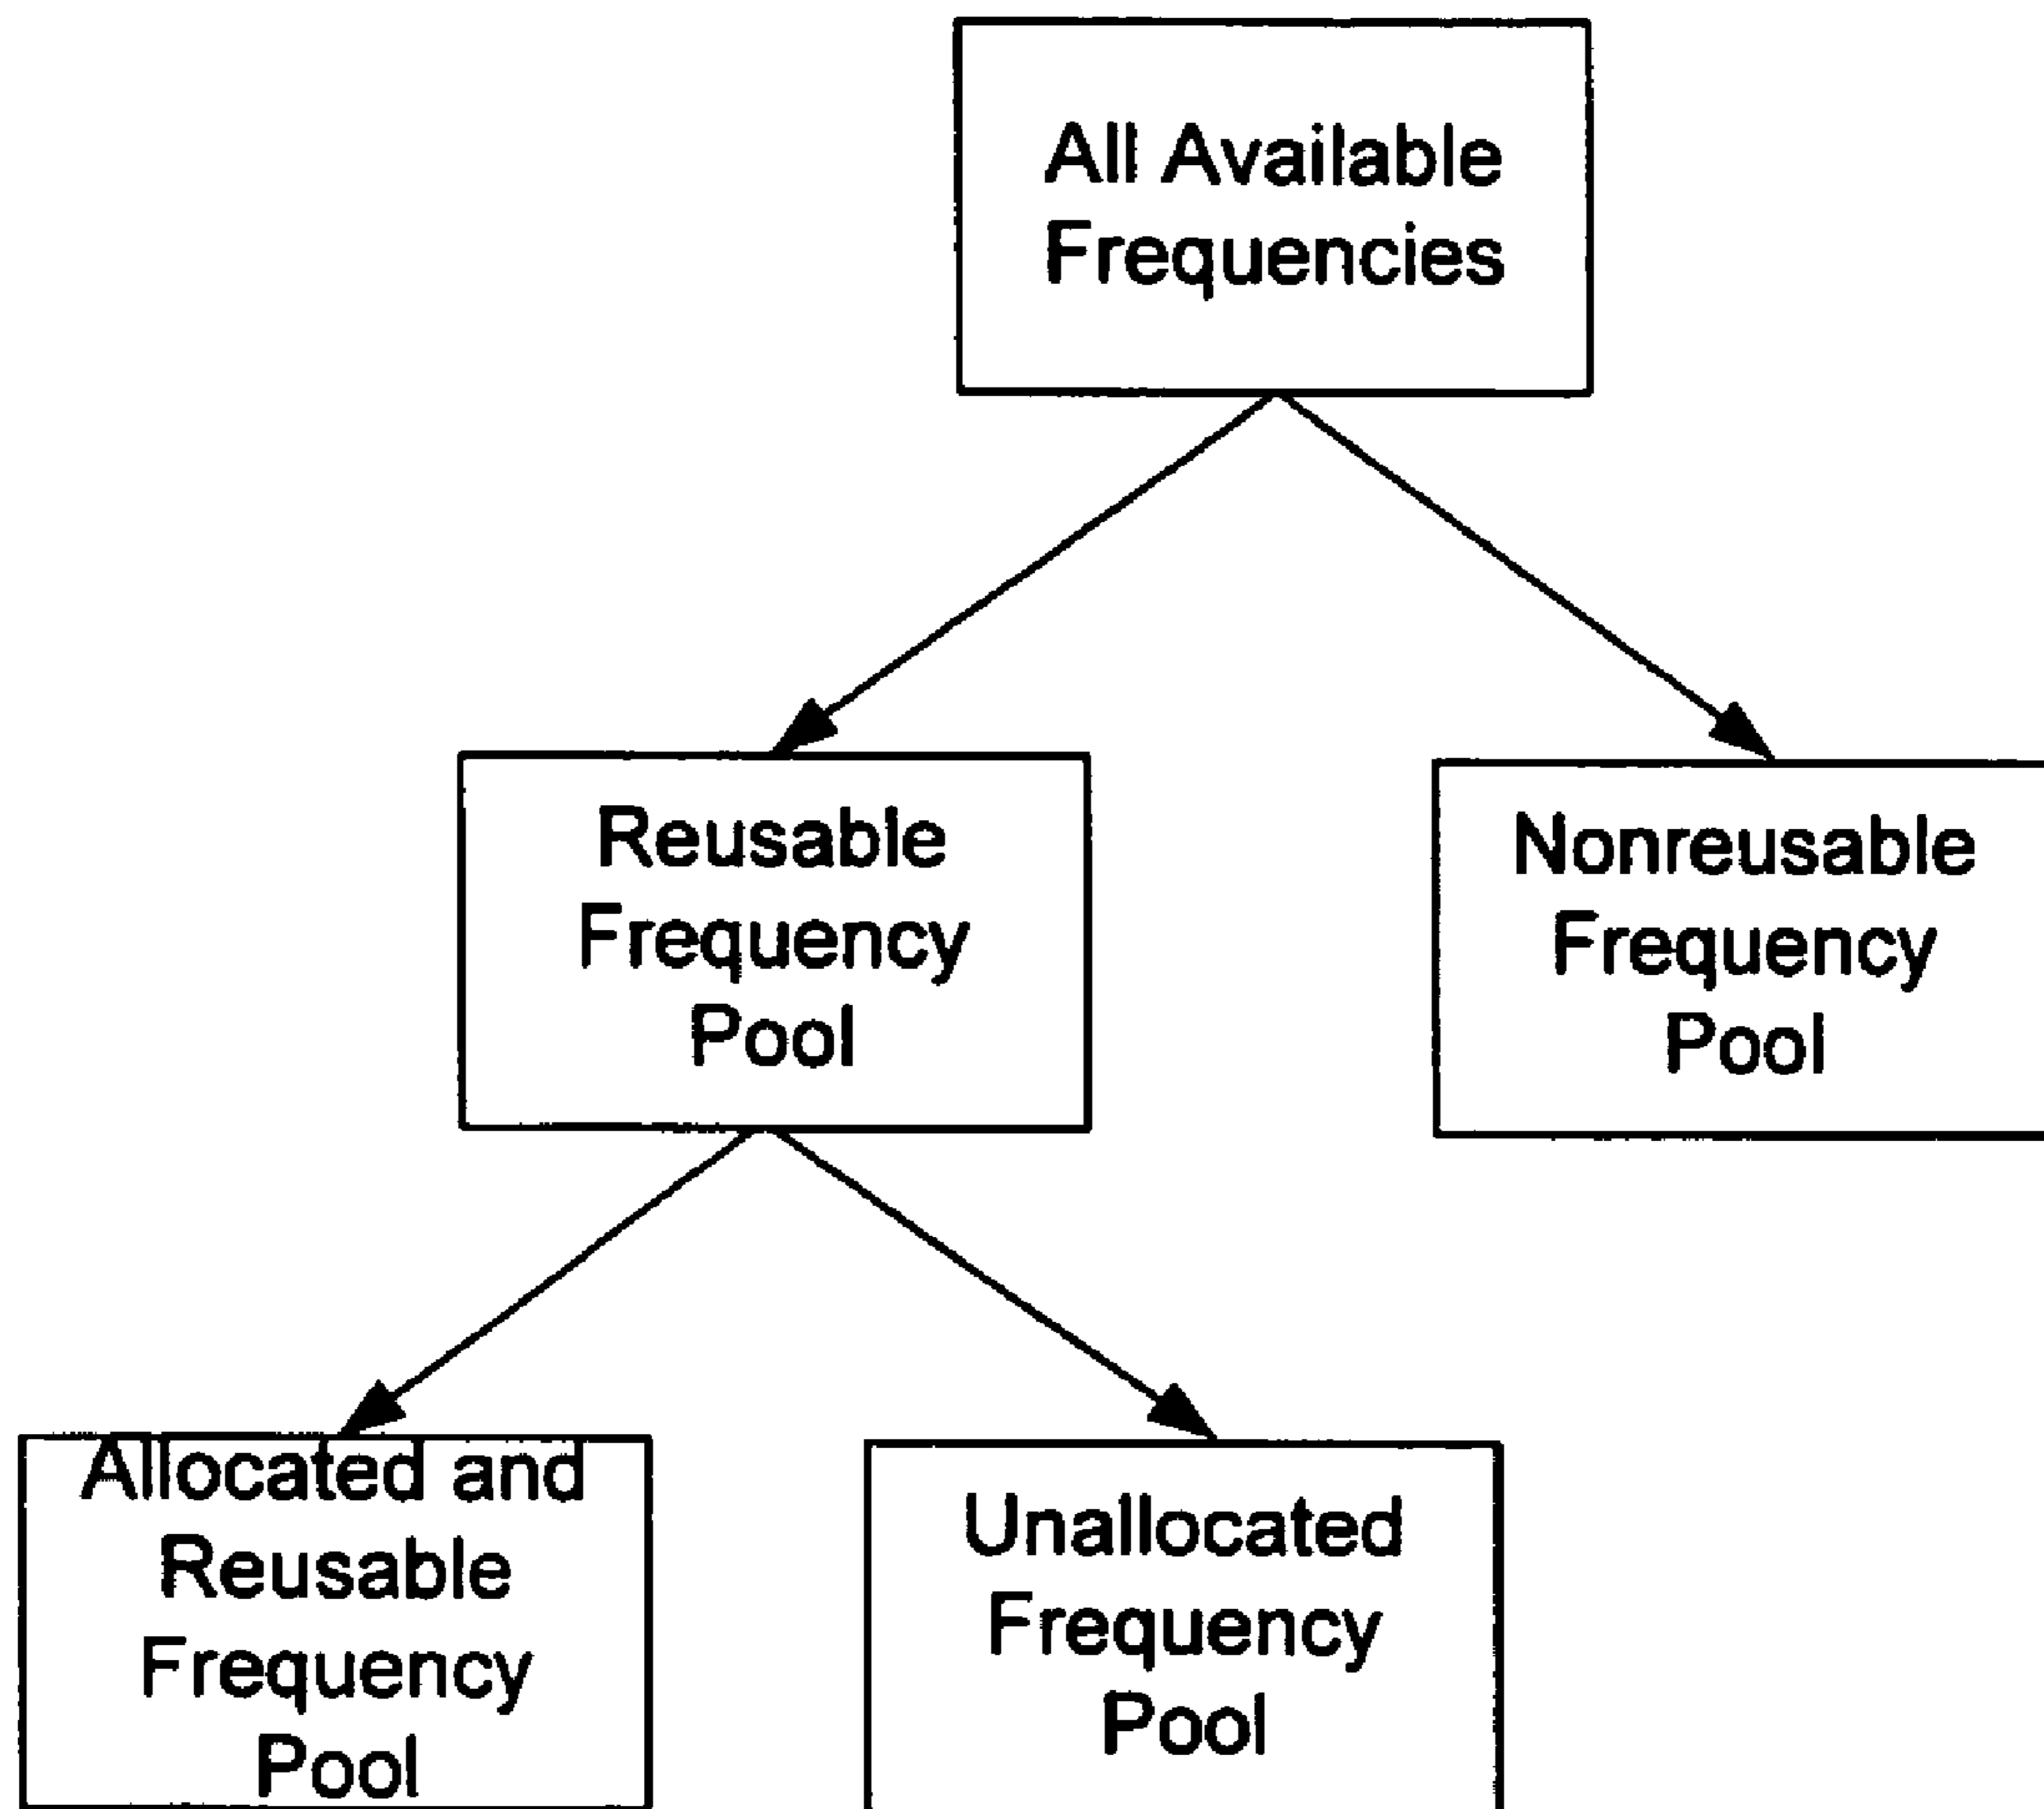 All Available
Frequencies
Reusable
Frequency
Pool
Nonreusable
Frequency
Pool
Allocated and
Reusable
Frequency
Pool
Unallocated
Frequency
Pool